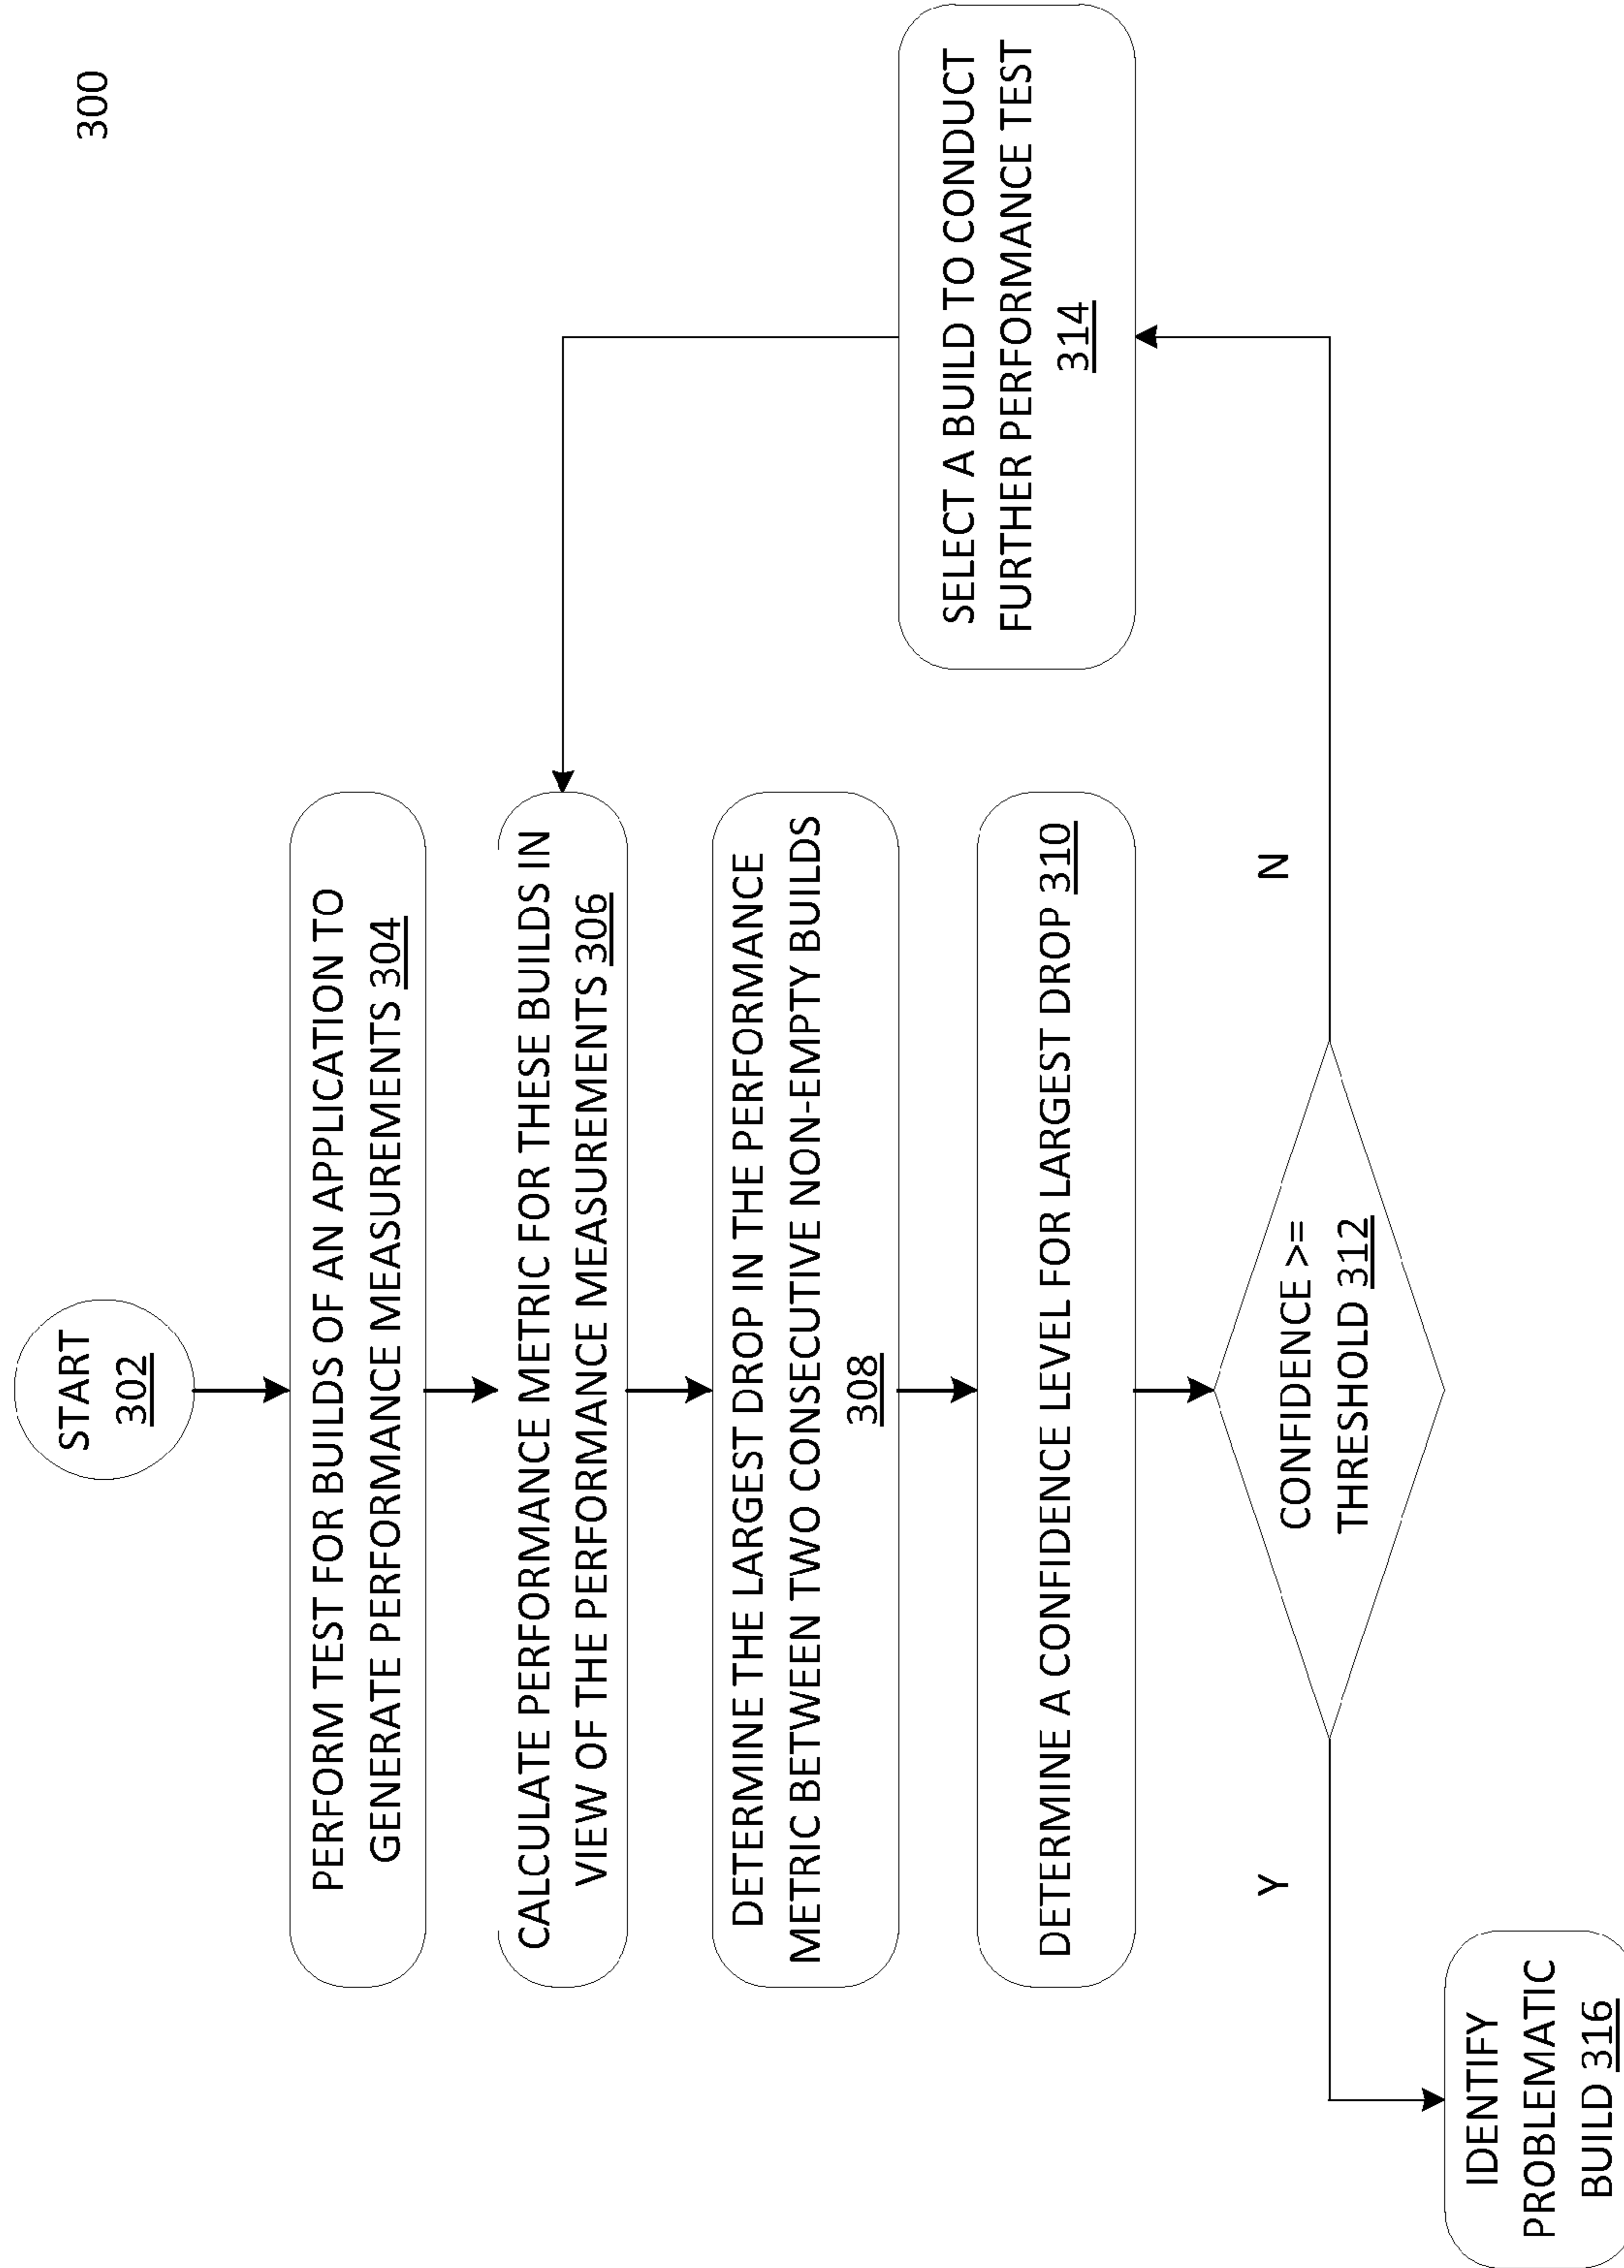 300
START
302
PERFORM TEST FOR BUILDS OF AN APPLICATION TO
GENERATE PERFORMANCE MEASUREMENTS 304
CALCULATE PERFORMANCE METRIC FOR THESE BUILDS IN
VIEW OF THE PERFORMANCE MEASUREMENTS 306
DETERMINE THE LARGEST DROP IN THE PERFORMANCE
METRIC BETWEEN TWO CONSECUTIVE NON-EMPTY BUILDS
308
DETERMINE A CONFIDENCE LEVEL FOR LARGEST DROP 310
CONFIDENCE >=
THRESHOLD 312
Y
N
SELECT A BUILD TO CONDUCT
FURTHER PERFORMANCE TEST
314
IDENTIFY
PROBLEMATIC
BUILD 316